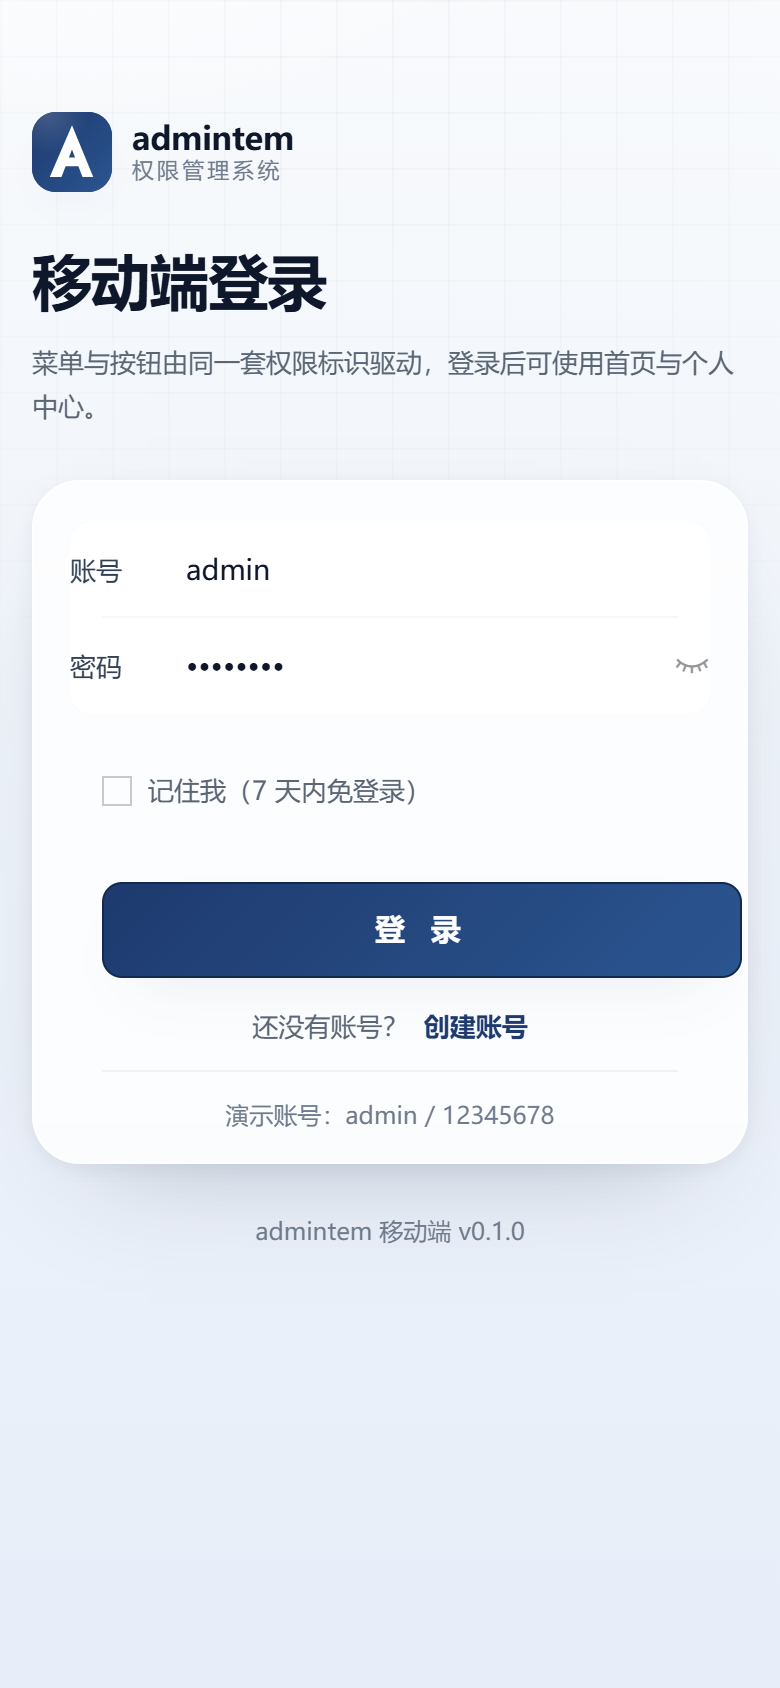 A
admintem
权限管理系统
移动端登录
菜单与按钮由同一套权限标识驱动，登录后可使用首页与个人
中心。
账号 admin
密码 ••••••••
记住我（7 天内免登录）
登 录
还没有账号？ 创建账号
演示账号：admin / 12345678
admintem 移动端 v0.1.0